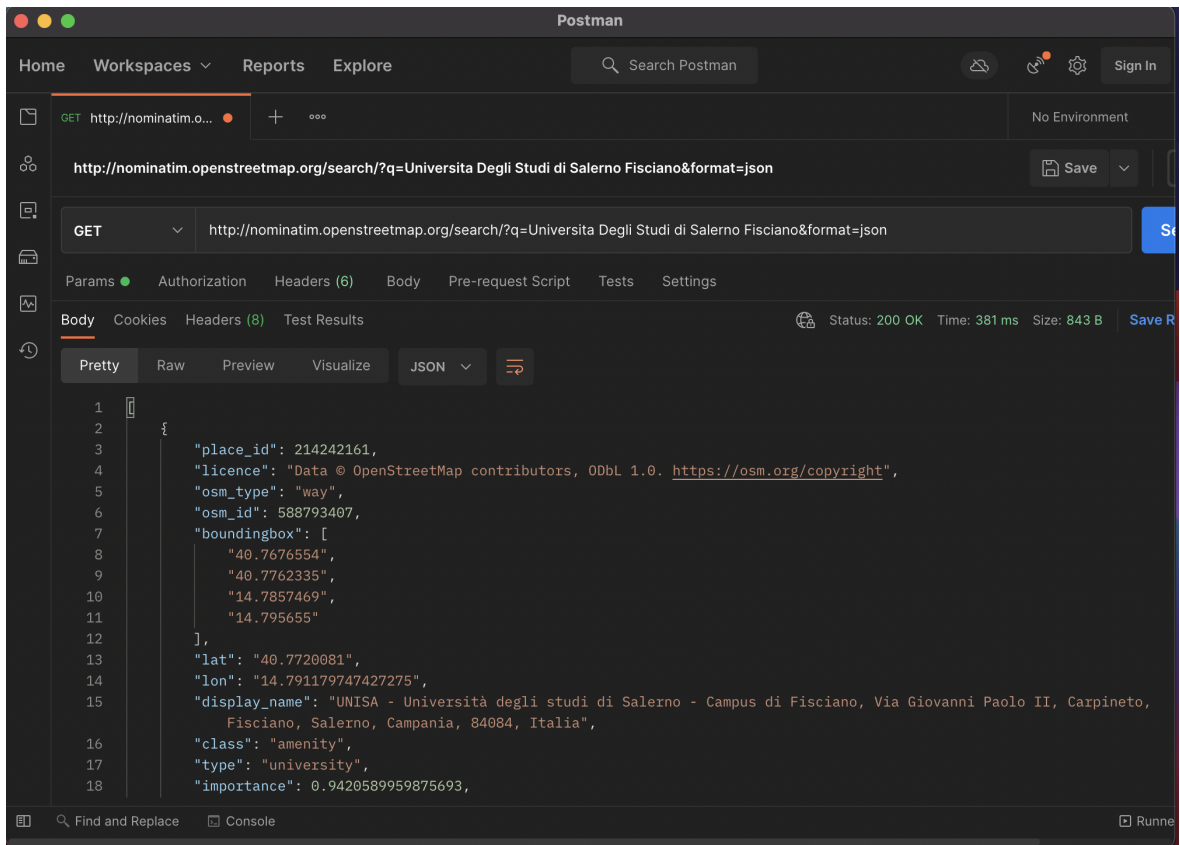 Postman
Home Workspaces Reports Explore Search Postman Sign In
GET http://nominatim.o... No Environment
http://nominatim.openstreetmap.org/search/?q=Universita Degli Studi di Salerno Fisciano&format=json Save
GET http://nominatim.openstreetmap.org/search/?q=Universita Degli Studi di Salerno Fisciano&format=json Se
Params Authorization Headers (6) Body Pre-request Script Tests Settings
Body Cookies Headers (8) Test Results Status: 200 OK Time: 381 ms Size: 843 B Save R
Pretty Raw Preview Visualize JSON
1 [
2 {
3 "place_id": 214242161,
4 "licence": "Data © OpenStreetMap contributors, ODbL 1.0. https://osm.org/copyright",
5 "osm_type": "way",
6 "osm_id": 588793407,
7 "boundingbox": [
8 "40.7676554",
9 "40.7762335",
10 "14.7857469",
11 "14.795655"
12 ],
13 "lat": "40.7720081",
14 "lon": "14.791179747427275",
15 "display_name": "UNISA - Università degli studi di Salerno - Campus di Fisciano, Via Giovanni Paolo II, Carpineto,
Fisciano, Salerno, Campania, 84084, Italia",
16 "class": "amenity",
17 "type": "university",
18 "importance": 0.9420589959875693,
Find and Replace Console Runne